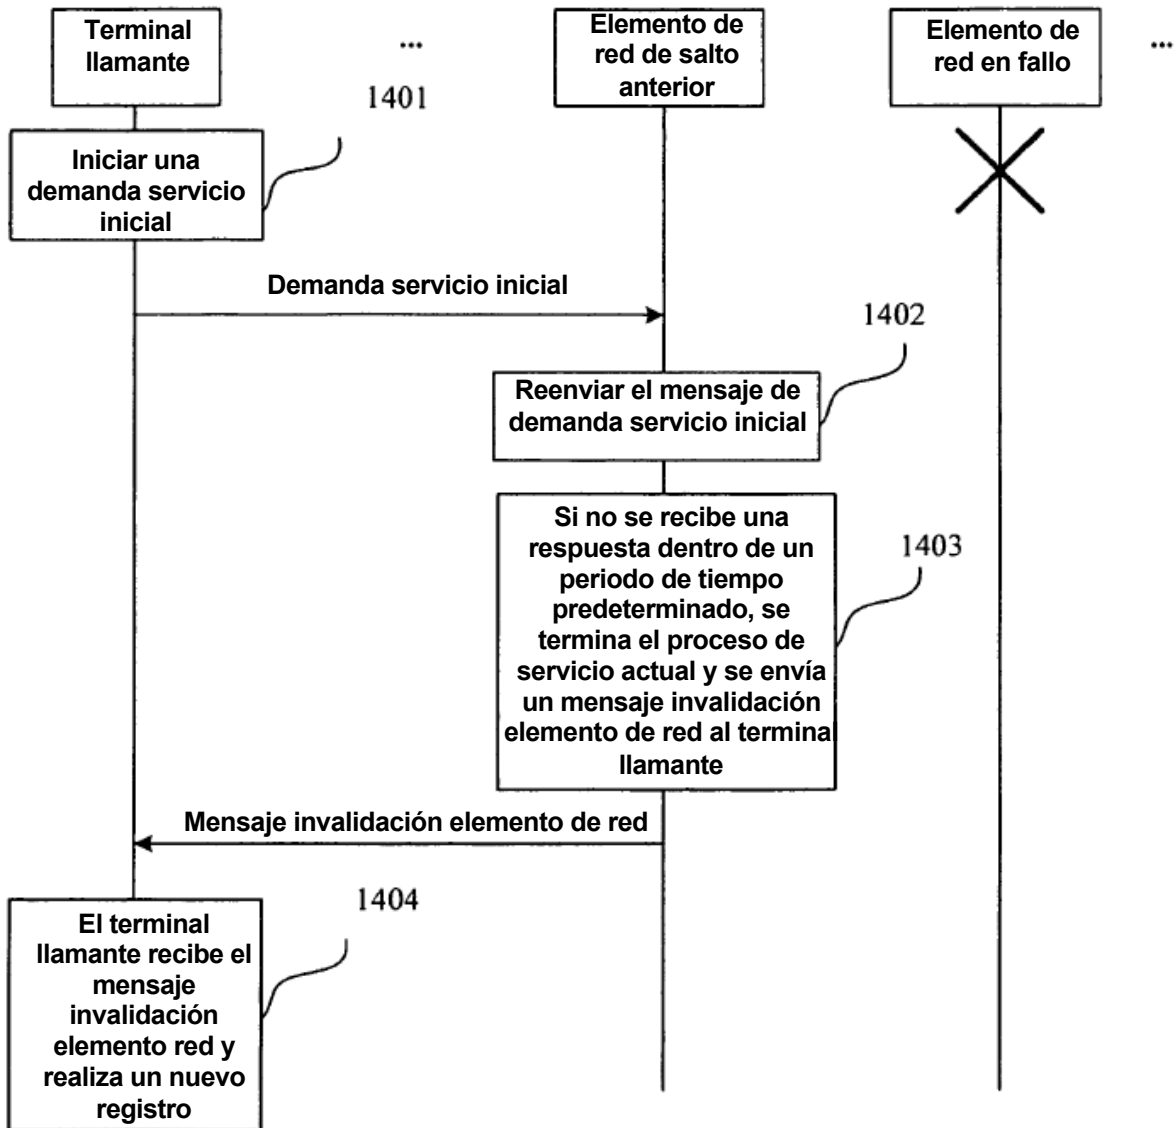 Terminal
llamante
...
Elemento de
red de salto
anterior
Elemento de
red en fallo
...
1401
Iniciar una
demanda servicio
inicial
Demanda servicio inicial
1402
Reenviar el mensaje de
demanda servicio inicial
Si no se recibe una
respuesta dentro de un
periodo de tiempo
predeterminado, se
termina el proceso de
servicio actual y se envía
un mensaje invalidación
elemento de red al terminal
llamante
1403
Mensaje invalidación elemento de red
1404
El terminal
llamante recibe el
mensaje
invalidación
elemento red y
realiza un nuevo
registro